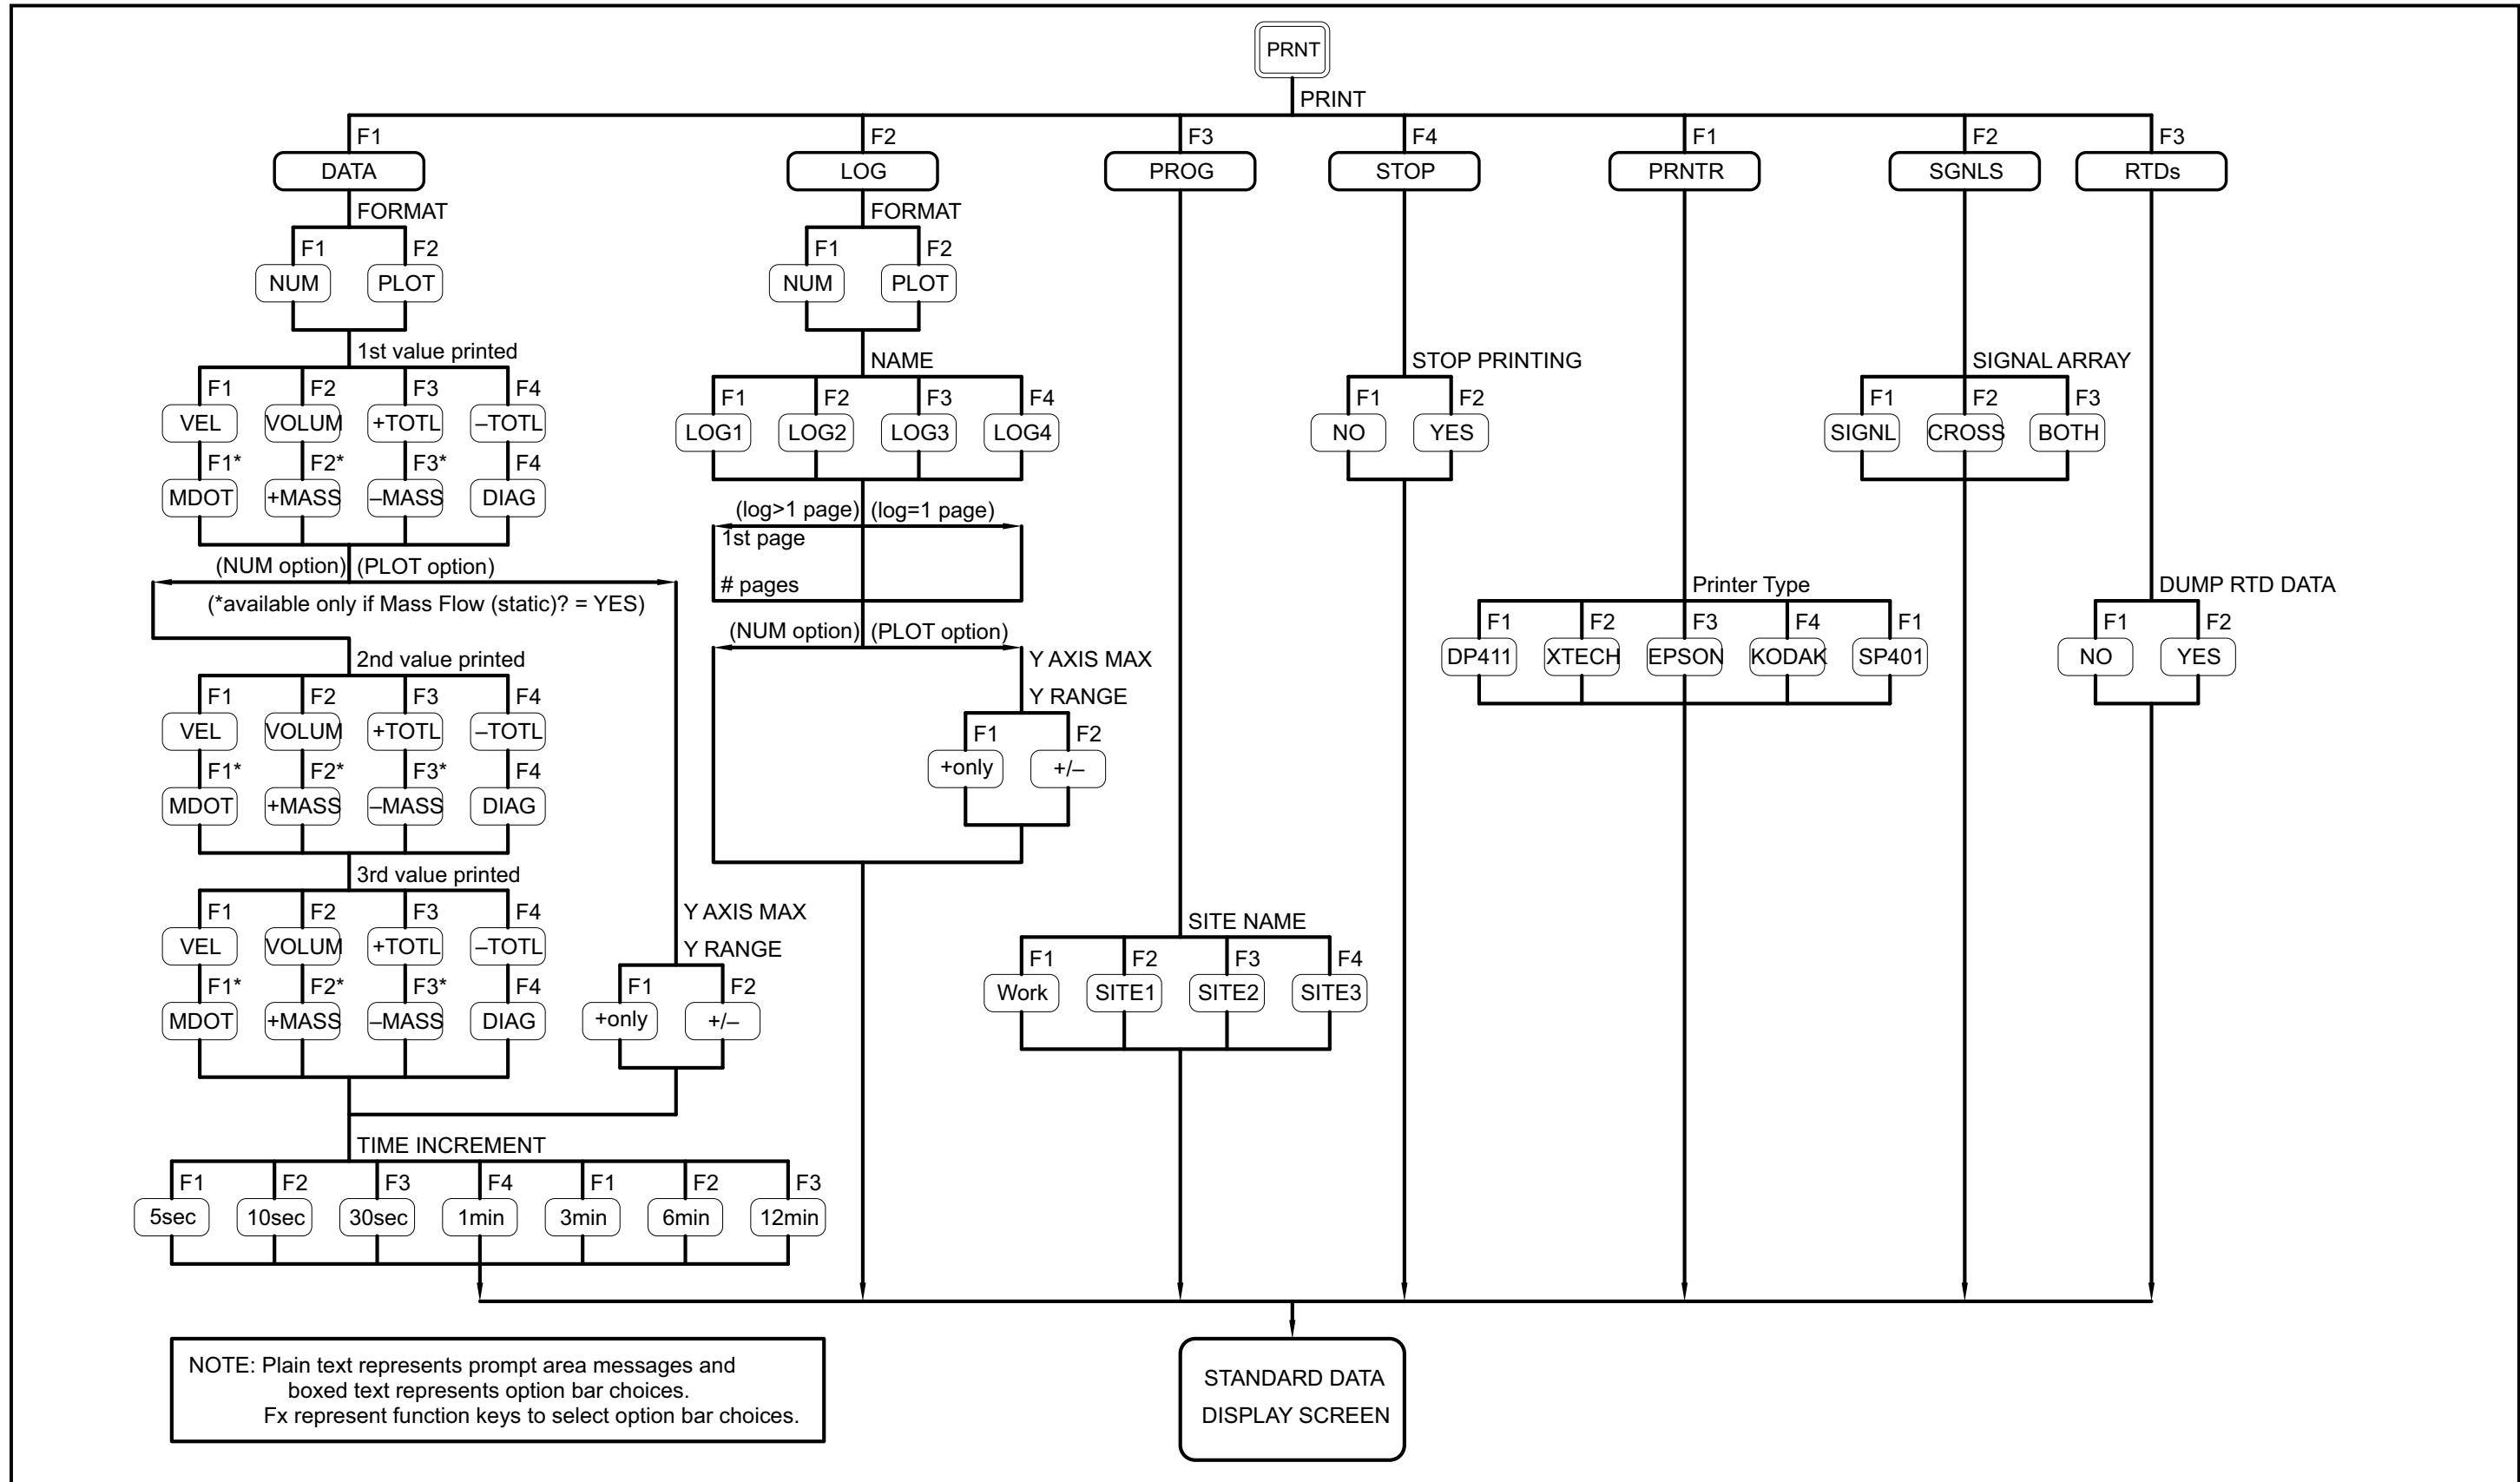 PRNT
PRINT
F1 F2 F3 F4 F1 F2 F3
DATA LOG PROG STOP PRNTR SGNLS RTDs
FORMAT FORMAT
F1 F2 F1 F2
NUM PLOT NUM PLOT
1st value printed NAME STOP PRINTING SIGNAL ARRAY
F1 F2 F3 F4 F1 F2 F3 F4 F1 F2 F1 F2 F3
VEL VOLUM +TOTL –TOTL LOG1 LOG2 LOG3 LOG4 NO YES SIGNL CROSS BOTH
F1* F2* F3* F4
MDOT +MASS –MASS DIAG
(log>1 page) (log=1 page)
1st page
(NUM option) (PLOT option)
# pages Printer Type DUMP RTD DATA
(*available only if Mass Flow (static)? = YES)
F1 F2 F3 F4 F1 F1 F2
(NUM option) (PLOT option)
2nd value printed Y AXIS MAX DP411 XTECH EPSON KODAK SP401 NO YES
F1 F2 F3 F4 Y RANGE
VEL VOLUM +TOTL –TOTL F1 F2
F1* F2* F3* F4 +only +/–
MDOT +MASS –MASS DIAG
3rd value printed
F1 F2 F3 F4 Y AXIS MAX SITE NAME
VEL VOLUM +TOTL –TOTL Y RANGE F1 F2 F3 F4
F1* F2* F3* F4 F1 F2 Work SITE1 SITE2 SITE3
MDOT +MASS –MASS DIAG +only +/–
TIME INCREMENT
F1 F2 F3 F4 F1 F2 F3
5sec 10sec 30sec 1min 3min 6min 12min
NOTE: Plain text represents prompt area messages and
boxed text represents option bar choices.
Fx represent function keys to select option bar choices.
STANDARD DATA
DISPLAY SCREEN